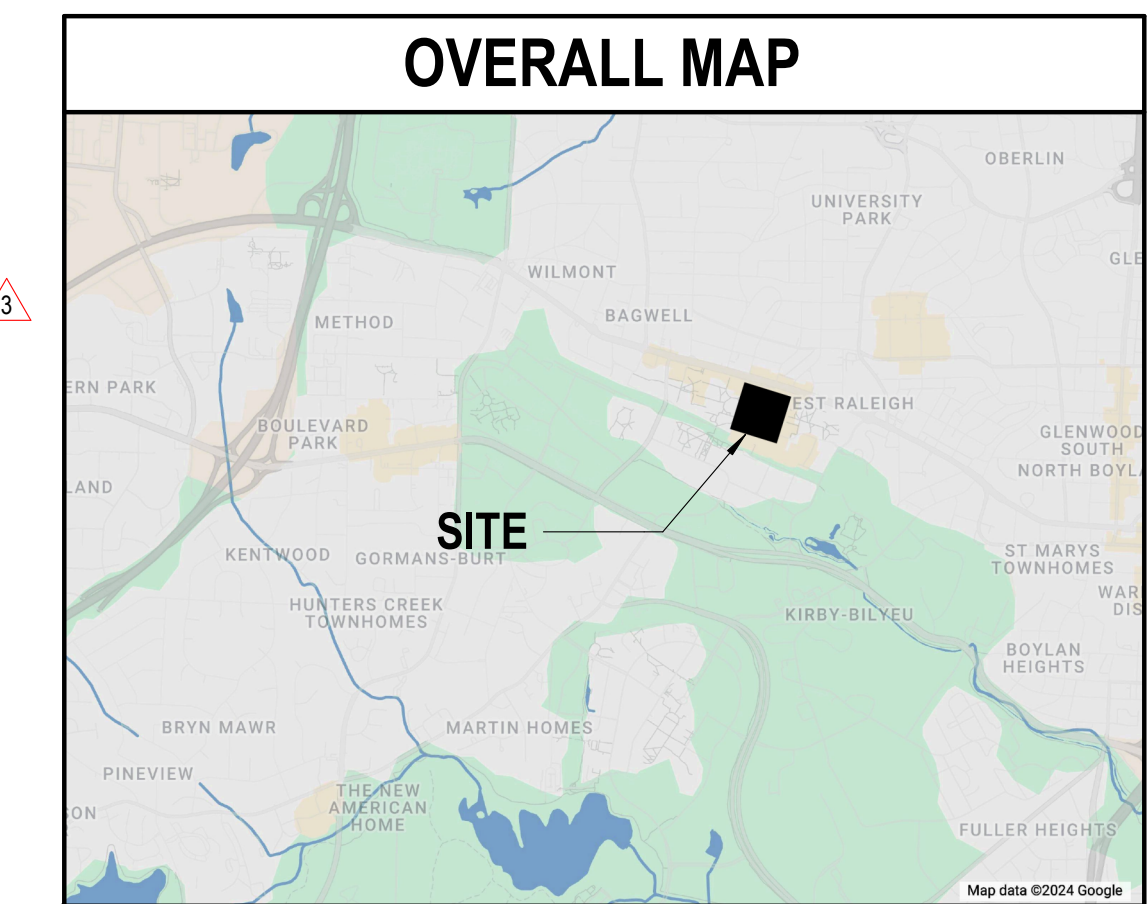 OVERALL MAP
OBERLIN
UNIVERSITY
PARK
GLE
WILMONT
3
BAGWELL
METHOD
ERN PARK
EST RALEIGH
BOULEVARD
PARK
GLENWOOD
SOUTH
NORTH BOYLA
LAND
SITE
KENTWOOD
GORMANS-BURT
ST MARYS
TOWNHOMES
HUNTERS CREEK
TOWNHOMES
WAR
DIS
KIRBY-BILYEU
BOYLAN
HEIGHTS
BRYN MAWR
MARTIN HOMES
PINEVIEW
THE NEW
AMERICAN
HOME
SON
FULLER HEIGHTS
Map data ©2024 Google